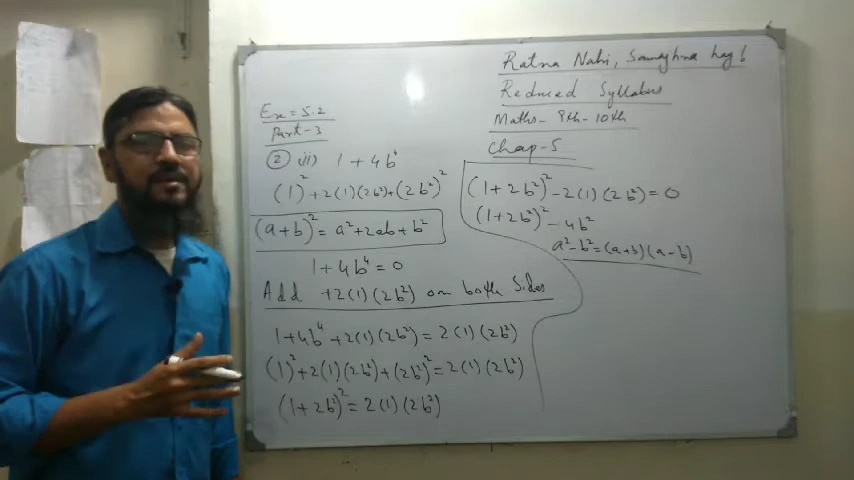 Ratna Nahi, Samajhna hay!
Reduced Syllabus
Maths - 9th - 10th
Chap-5
Ex = 5.2
Part-3
② iii) 1 + 4b⁴
(1)² + 2(1)(2b²) + (2b²)²
(a+b)² = a² + 2ab + b²
1 + 4b⁴ = 0
Add +2(1)(2b²) on both Sides
1 + 4b⁴ + 2(1)(2b²) = 2(1)(2b²)
(1)² + 2(1)(2b²) + (2b²)² = 2(1)(2b²)
(1 + 2b²)² = 2(1)(2b²)
(1 + 2b²)² - 2(1)(2b²) = 0
(1 + 2b²)² - 4b²
a² - b² = (a+b)(a-b)